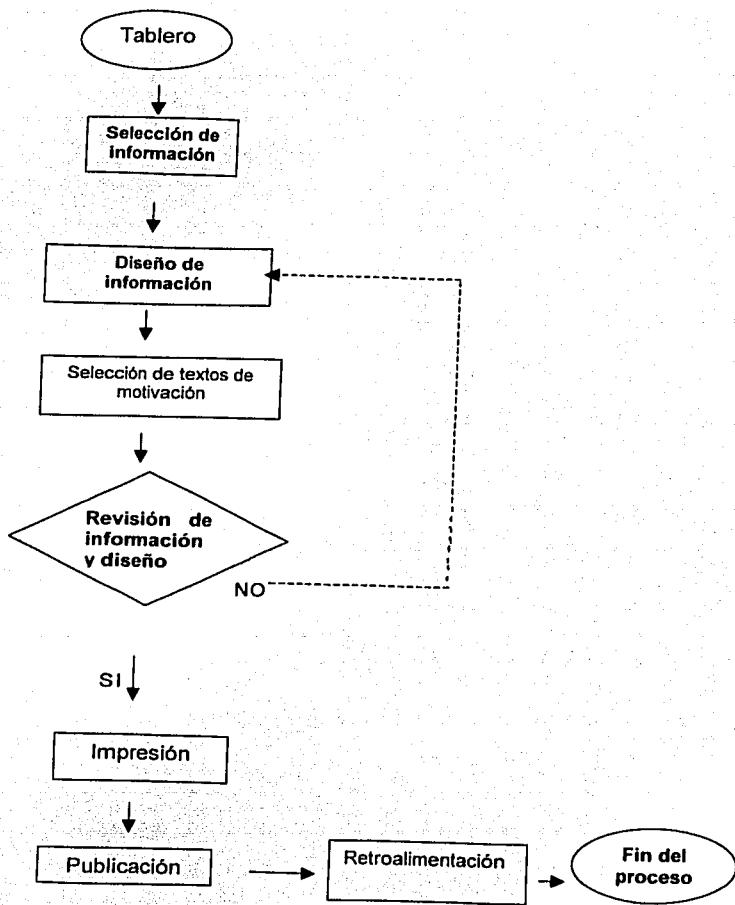 Tablero
Selección de
información
Diseño de
información
Selección de textos de
motivación
Revisión de
información
y diseño
NO
SI
Impresión
Publicación
Retroalimentación
Fin del
proceso